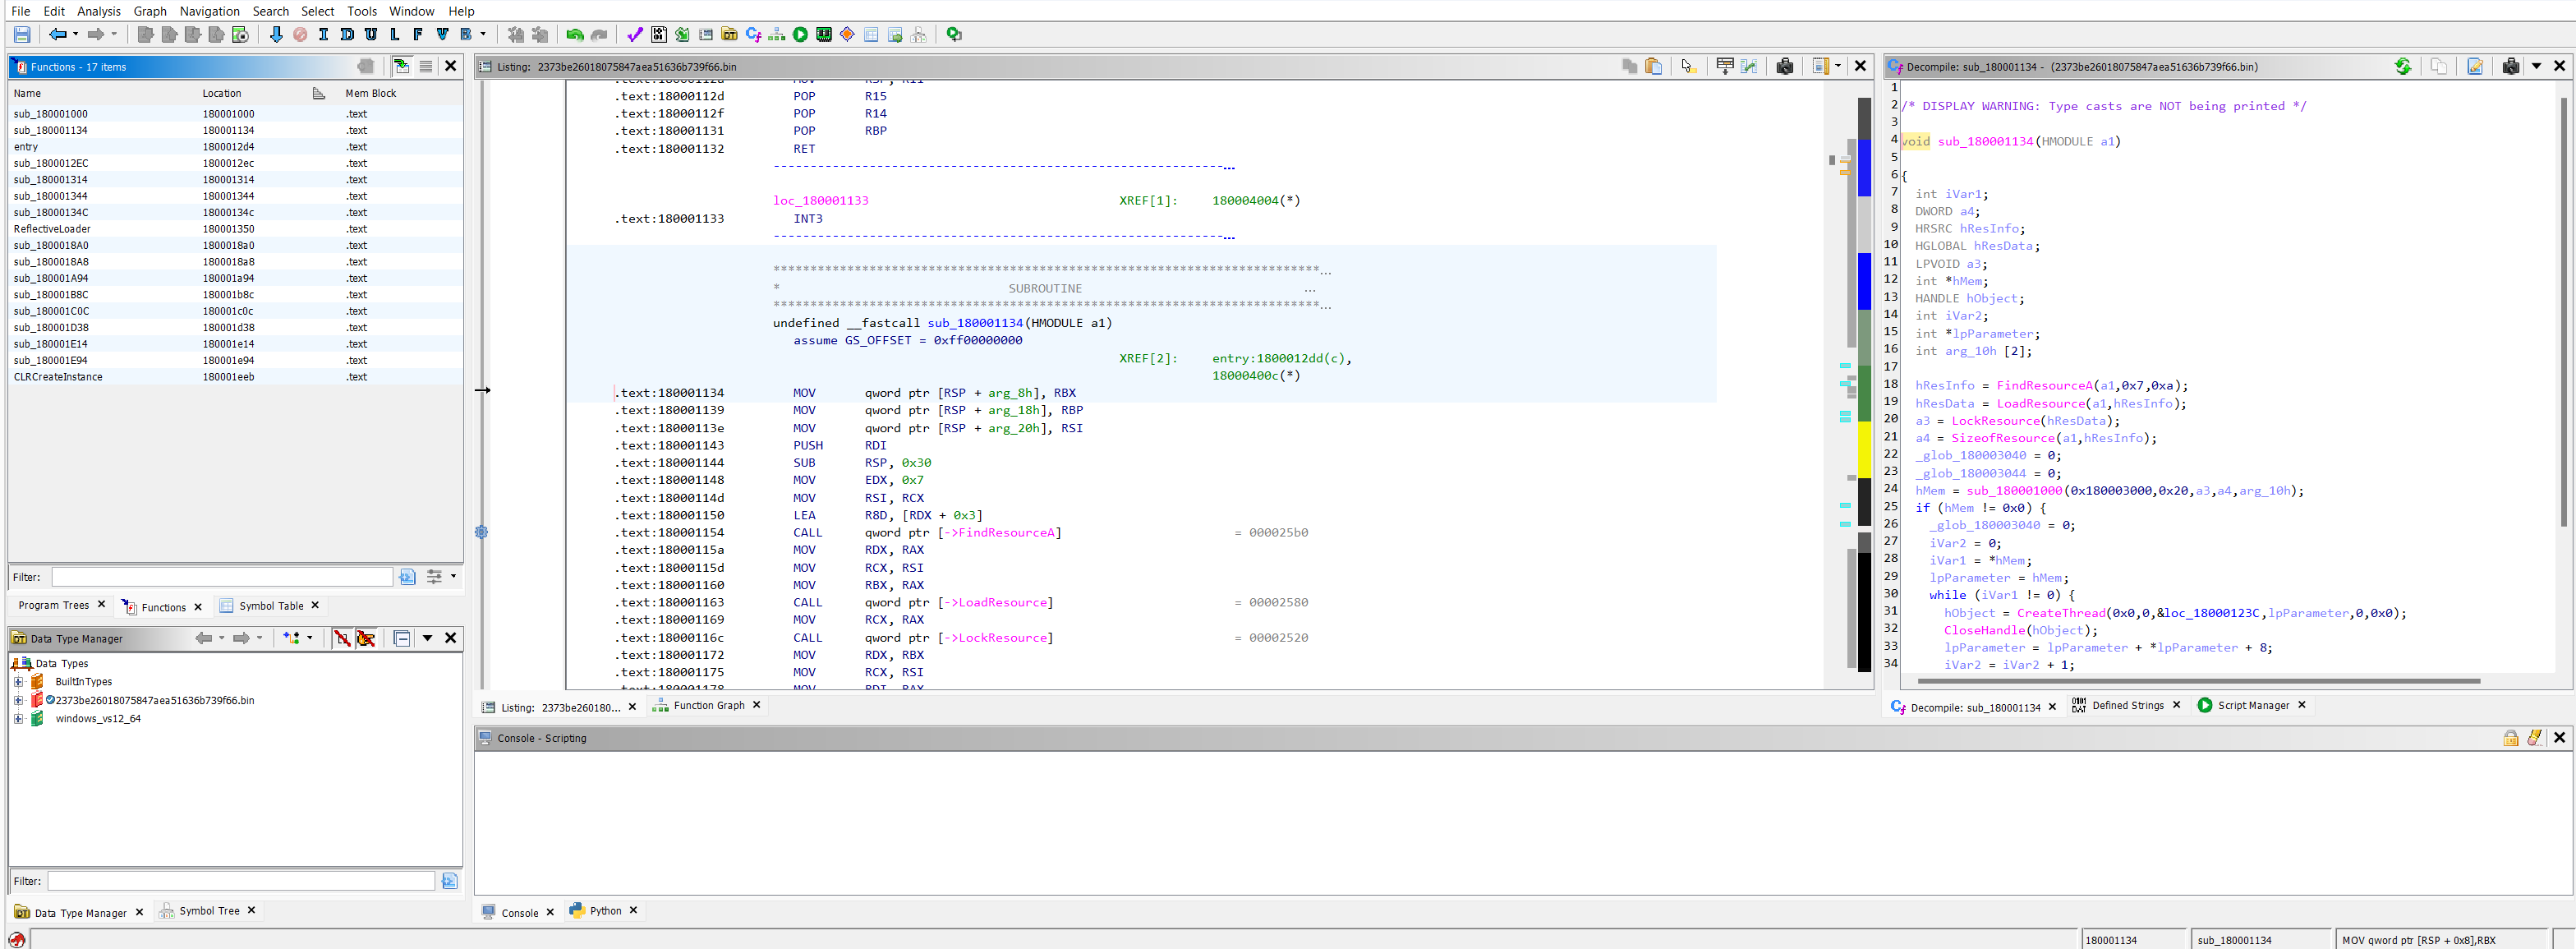 File Edit Analysis Graph Navigation Search Select Tools Window Help
I D U L F V B
Functions - 17 items
Name Location Mem Block
sub_180001000 180001000 .text
sub_180001134 180001134 .text
entry 1800012d4 .text
sub_1800012EC 1800012ec .text
sub_180001314 180001314 .text
sub_180001344 180001344 .text
sub_18000134C 18000134c .text
ReflectiveLoader 180001350 .text
sub_1800018A0 1800018a0 .text
sub_1800018A8 1800018a8 .text
sub_180001A94 180001a94 .text
sub_180001B8C 180001b8c .text
sub_180001C0C 180001c0c .text
sub_180001D38 180001d38 .text
sub_180001E14 180001e14 .text
sub_180001E94 180001e94 .text
CLRCreateInstance 180001eeb .text
Filter:
Program Trees Functions Symbol Table
Data Type Manager
Data Types
BuiltInTypes
2373be26018075847aea51636b739f66.bin
windows_vs12_64
Filter:
Data Type Manager Symbol Tree
Listing: 2373be26018075847aea51636b739f66.bin
.text:18000112a MOV RSP, R11
.text:18000112d POP R15
.text:18000112f POP R14
.text:180001131 POP RBP
.text:180001132 RET
loc_180001133 XREF[1]: 180004004(*)
.text:180001133 INT3
* SUBROUTINE ...
undefined __fastcall sub_180001134(HMODULE a1)
assume GS_OFFSET = 0xff00000000
XREF[2]: entry:1800012dd(c),
18000400c(*)
.text:180001134 MOV qword ptr [RSP + arg_8h], RBX
.text:180001139 MOV qword ptr [RSP + arg_18h], RBP
.text:18000113e MOV qword ptr [RSP + arg_20h], RSI
.text:180001143 PUSH RDI
.text:180001144 SUB RSP, 0x30
.text:180001148 MOV EDX, 0x7
.text:18000114d MOV RSI, RCX
.text:180001150 LEA R8D, [RDX + 0x3]
.text:180001154 CALL qword ptr [->FindResourceA] = 000025b0
.text:18000115a MOV RDX, RAX
.text:18000115d MOV RCX, RSI
.text:180001160 MOV RBX, RAX
.text:180001163 CALL qword ptr [->LoadResource] = 00002580
.text:180001169 MOV RCX, RAX
.text:18000116c CALL qword ptr [->LockResource] = 00002520
.text:180001172 MOV RDX, RBX
.text:180001175 MOV RCX, RSI
.text:180001178 MOV RDI, RAX
Listing: 2373be260180... Function Graph
Console - Scripting
Console Python
Decompile: sub_180001134 - (2373be26018075847aea51636b739f66.bin)
1
2 /* DISPLAY WARNING: Type casts are NOT being printed */
3
4 void sub_180001134(HMODULE a1)
5
6 {
7 int iVar1;
8 DWORD a4;
9 HRSRC hResInfo;
10 HGLOBAL hResData;
11 LPVOID a3;
12 int *hMem;
13 HANDLE hObject;
14 int iVar2;
15 int *lpParameter;
16 int arg_10h [2];
17
18 hResInfo = FindResourceA(a1,0x7,0xa);
19 hResData = LoadResource(a1,hResInfo);
20 a3 = LockResource(hResData);
21 a4 = SizeofResource(a1,hResInfo);
22 _glob_180003040 = 0;
23 _glob_180003044 = 0;
24 hMem = sub_180001000(0x180003000,0x20,a3,a4,arg_10h);
25 if (hMem != 0x0) {
26 _glob_180003040 = 0;
27 iVar2 = 0;
28 iVar1 = *hMem;
29 lpParameter = hMem;
30 while (iVar1 != 0) {
31 hObject = CreateThread(0x0,0,&loc_18000123C,lpParameter,0,0x0);
32 CloseHandle(hObject);
33 lpParameter = lpParameter + *lpParameter + 8;
34 iVar2 = iVar2 + 1;
Decompile: sub_180001134 Defined Strings Script Manager
180001134 sub_180001134 MOV qword ptr [RSP + 0x8],RBX